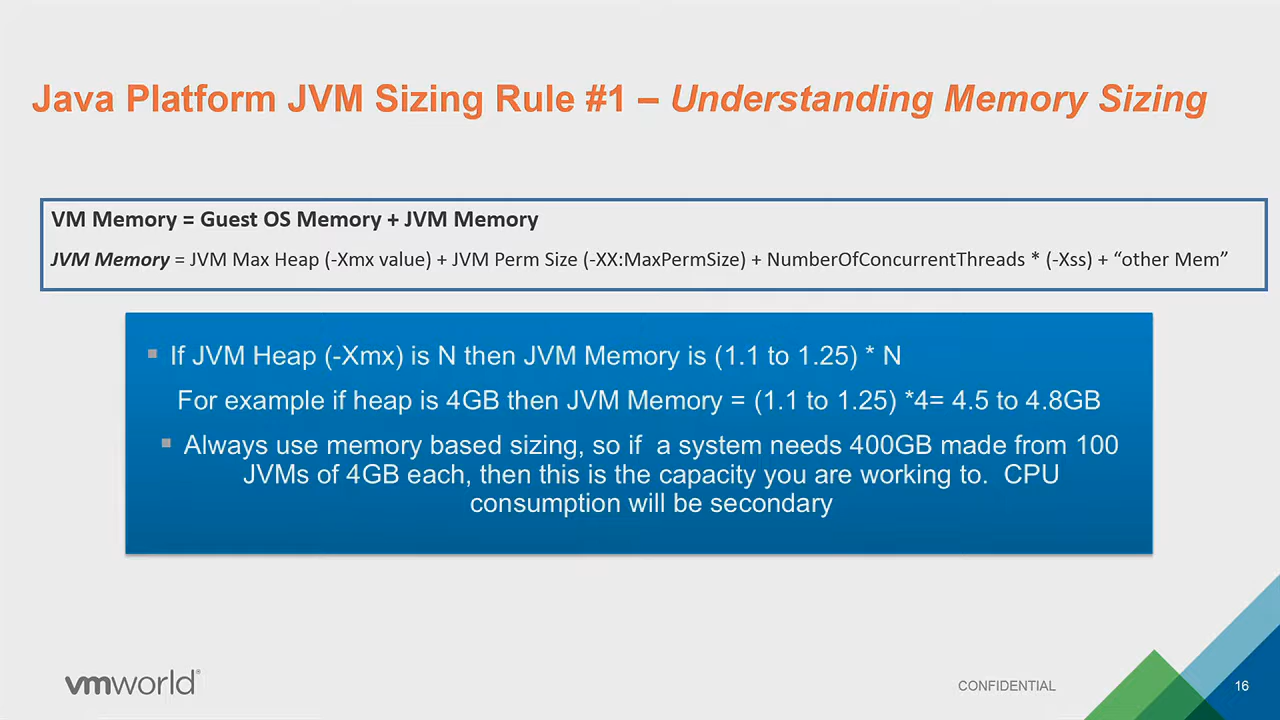 Java Platform JVM Sizing Rule #1 – Understanding Memory Sizing
VM Memory = Guest OS Memory + JVM Memory
JVM Memory = JVM Max Heap (-Xmx value) + JVM Perm Size (-XX:MaxPermSize) + NumberOfConcurrentThreads * (-Xss) + “other Mem”
▪ If JVM Heap (-Xmx) is N then JVM Memory is (1.1 to 1.25) * N
For example if heap is 4GB then JVM Memory = (1.1 to 1.25) *4= 4.5 to 4.8GB
▪ Always use memory based sizing, so if a system needs 400GB made from 100
JVMs of 4GB each, then this is the capacity you are working to. CPU
consumption will be secondary
vmworld®
CONFIDENTIAL
16